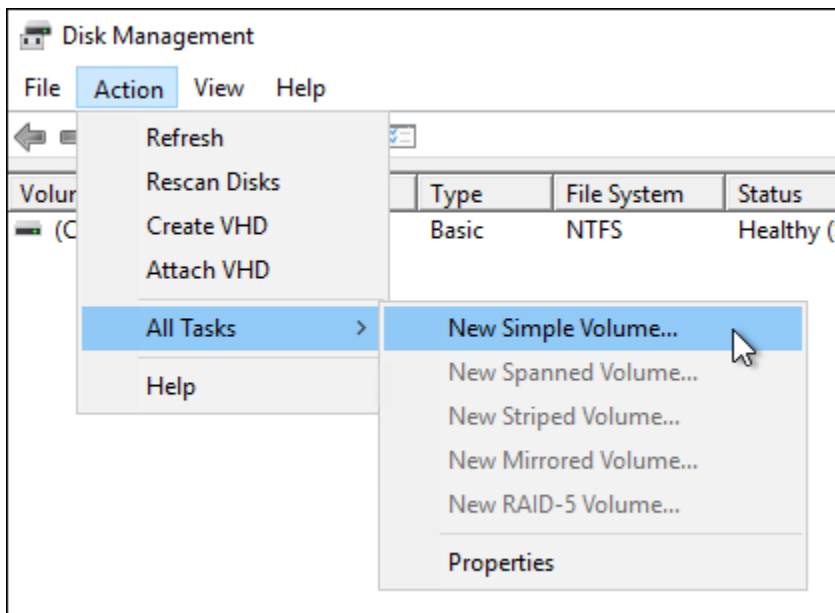 Disk Management
File Action View Help
Refresh
Rescan Disks
Create VHD
Attach VHD
All Tasks
Help
Type File System Status
Basic NTFS Healthy (
New Simple Volume...
New Spanned Volume...
New Striped Volume...
New Mirrored Volume...
New RAID-5 Volume...
Properties